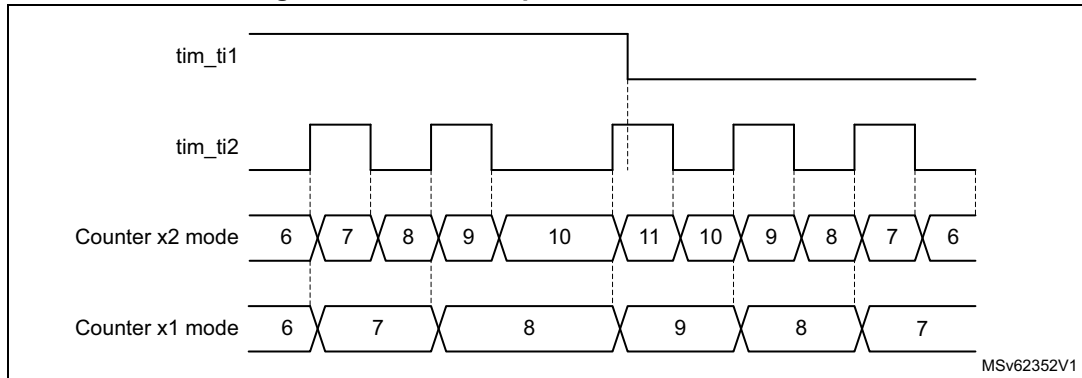 tim_ti1
tim_ti2
Counter x2 mode 6 7 8 9 10 11 10 9 8 7 6
Counter x1 mode 6 7 8 9 8 7
MSv62352V1